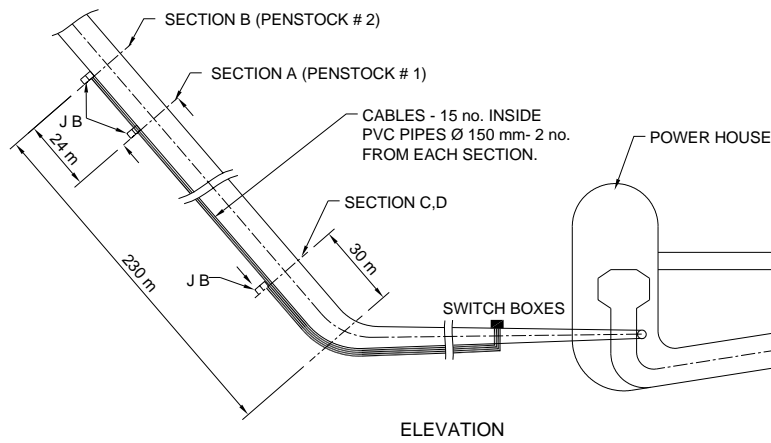 SECTION B (PENSTOCK # 2)
SECTION A (PENSTOCK # 1)
J B
24 m
CABLES - 15 no. INSIDE
PVC PIPES Ø 150 mm- 2 no.
FROM EACH SECTION.
POWER HOUSE
SECTION C,D
30 m
230 m
J B
SWITCH BOXES
ELEVATION